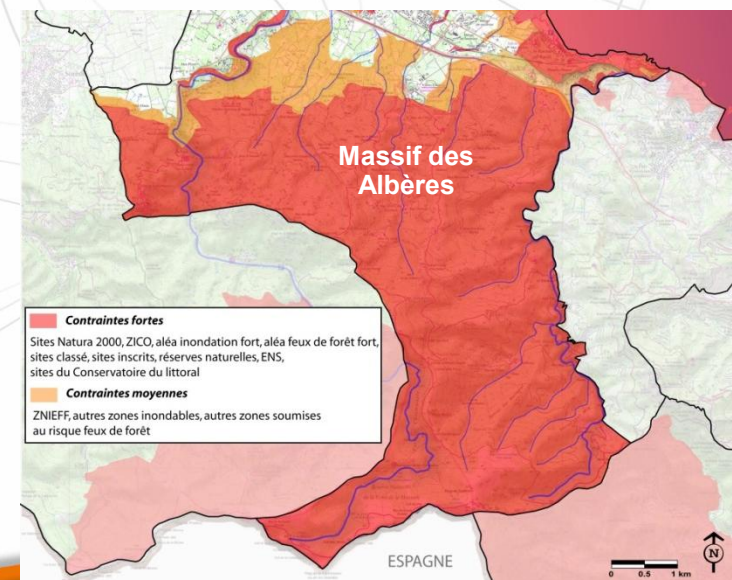 Massif des
Albères
Contraintes fortes
Sites Natura 2000, ZICO, aléa inondation fort, aléa feux de forêt fort,
sites classé, sites inscrits, réserves naturelles, ENS,
sites du Conservatoire du littoral
Contraintes moyennes
ZNIEFF, autres zones inondables, autres zones soumises
au risque feux de forêt
ESPAGNE
0 0.5 1 km
N